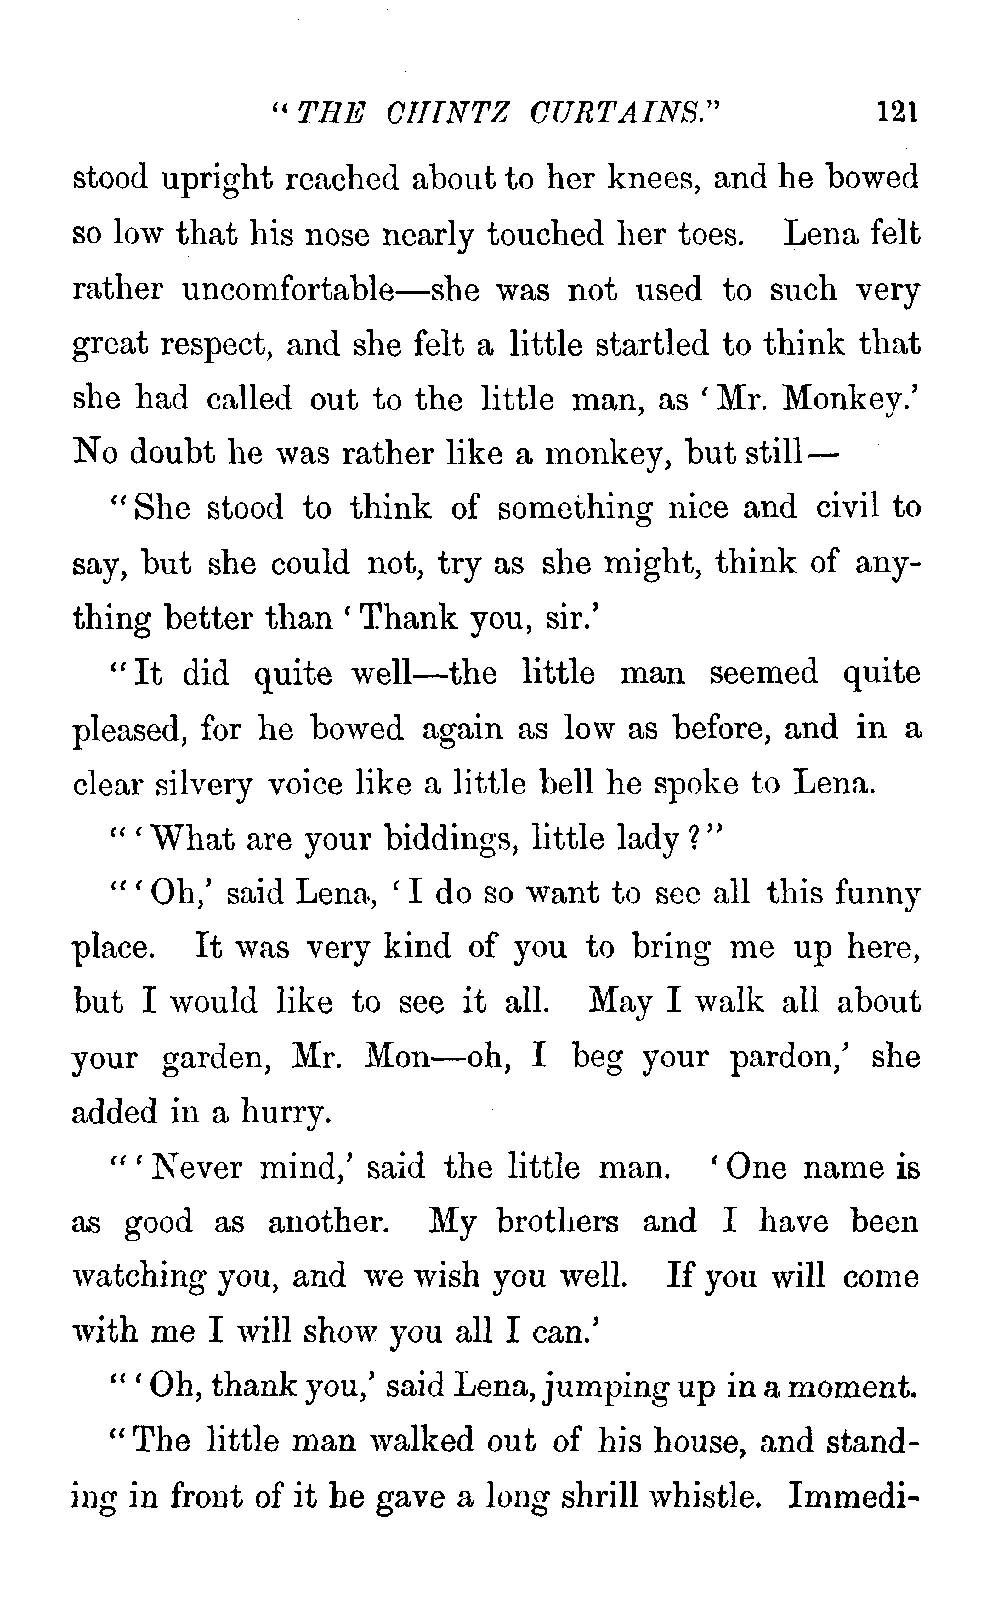 “THE CHINTZ CURTAINS.” 121
stood upright reached about to her knees, and he bowed
so low that his nose nearly touched her toes. Lena felt
rather uncomfortable—she was not used to such very
great respect, and she felt a little startled to think that
she had called out to the little man, as ‘Mr. Monkey.’
No doubt he was rather like a monkey, but still—
“She stood to think of something nice and civil to
say, but she could not, try as she might, think of any-
thing better than ‘Thank you, sir.’
“It did quite well—the little man seemed quite
pleased, for he bowed again as low as before, and in a
clear silvery voice like a little bell he spoke to Lena.
“‘What are your biddings, little lady?”
“‘Oh,’ said Lena, ‘I do so want to see all this funny
place. It was very kind of you to bring me up here,
but I would like to see it all. May I walk all about
your garden, Mr. Mon—oh, I beg your pardon,’ she
added in a hurry.
“‘Never mind,’ said the little man. ‘One name is
as good as another. My brothers and I have been
watching you, and we wish you well. If you will come
with me I will show you all I can.’
“‘Oh, thank you,’ said Lena, jumping up in a moment.
“The little man walked out of his house, and stand-
ing in front of it he gave a long shrill whistle. Immedi-